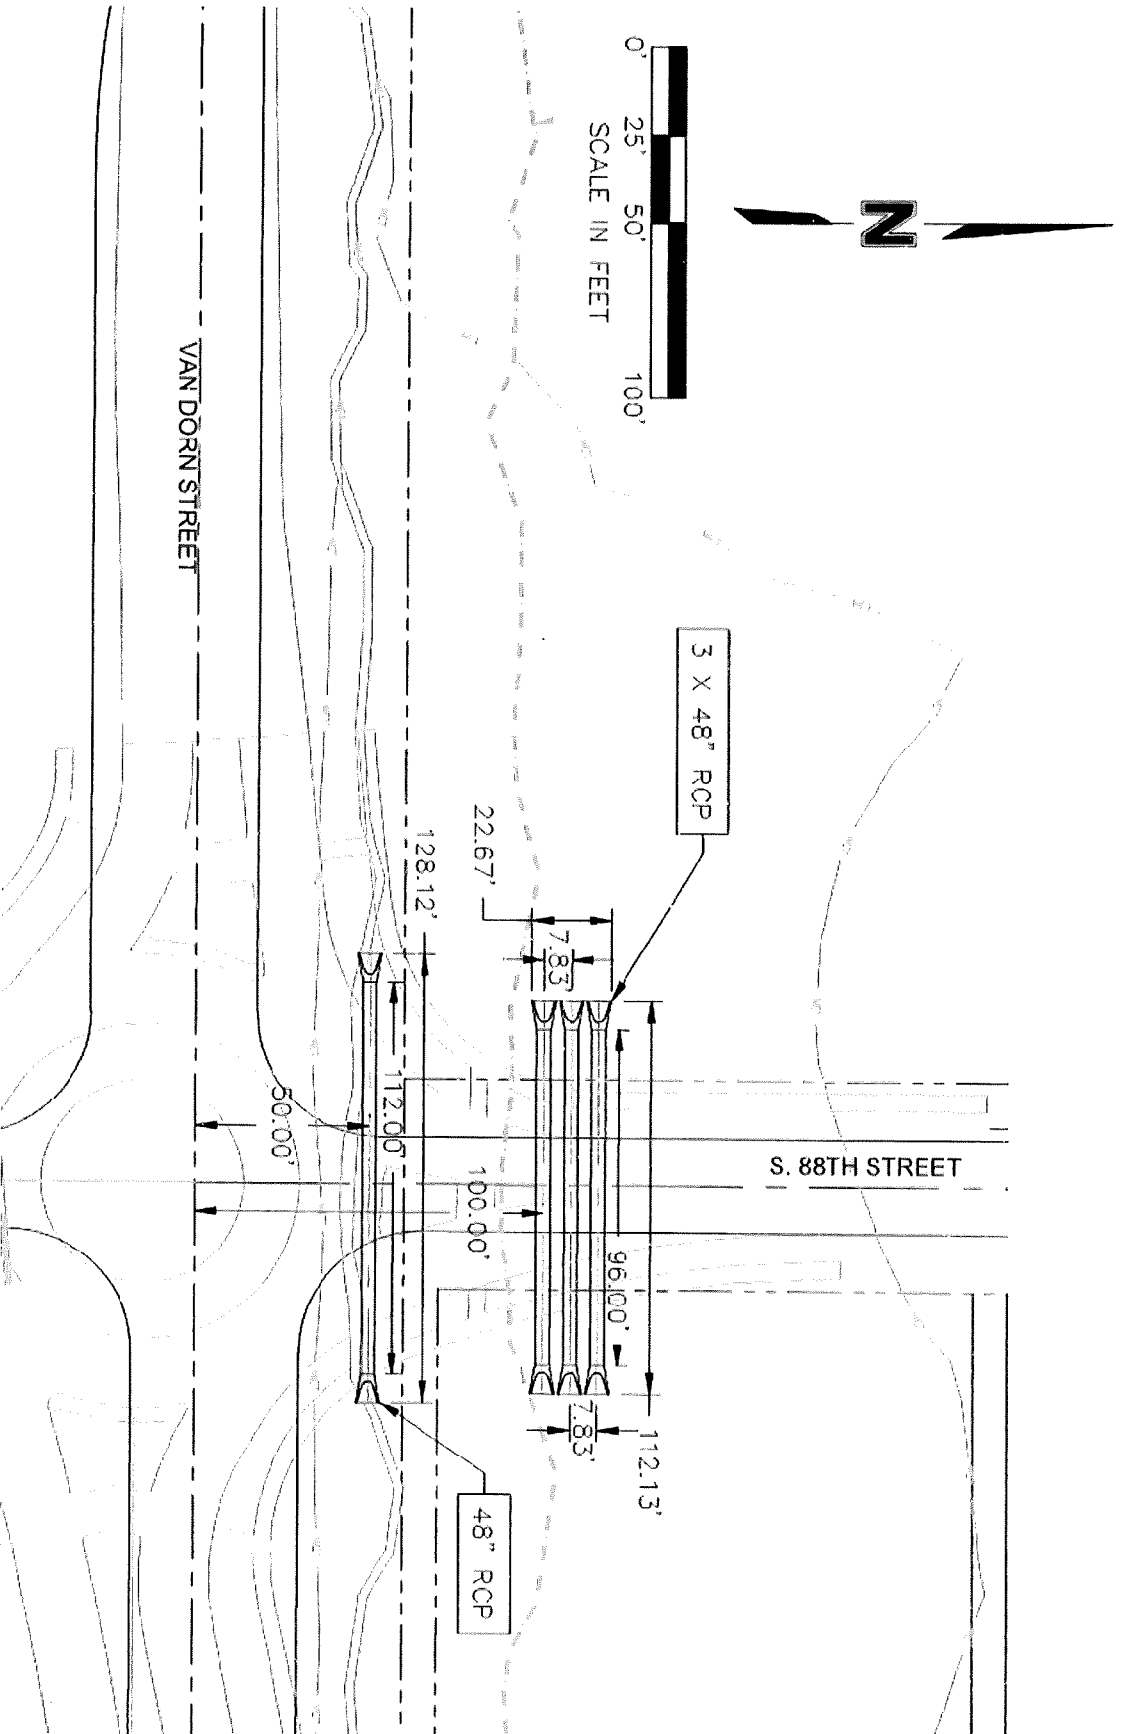 0' 25' 50' 100'
SCALE IN FEET
N
VAN DORN STREET
3 X 48" RCP
22.67'
128.12'
7.83'
S. 88TH STREET
50.00'
112.00'
100.00'
96.00'
7.83'
112.13'
48" RCP